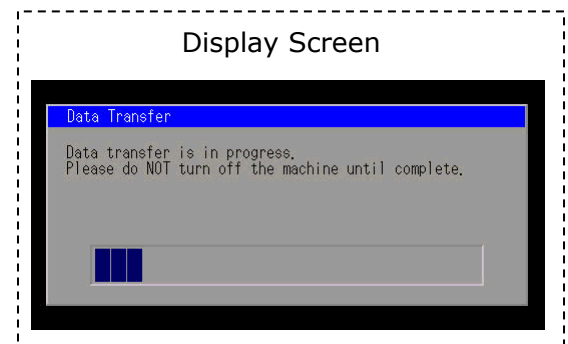 Display Screen
Data Transfer
Data transfer is in progress.
Please do NOT turn off the machine until complete.